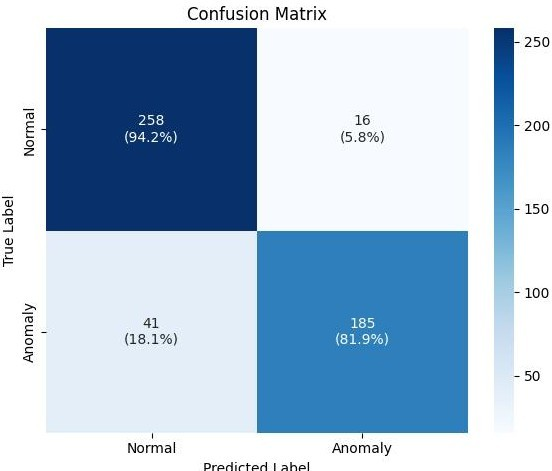 Confusion Matrix
250
258
(94.2%)
16
(5.8%)
Normal
200
150
True Label
100
41
(18.1%)
185
(81.9%)
Anomaly
50
Normal
Anomaly
Predicted Label